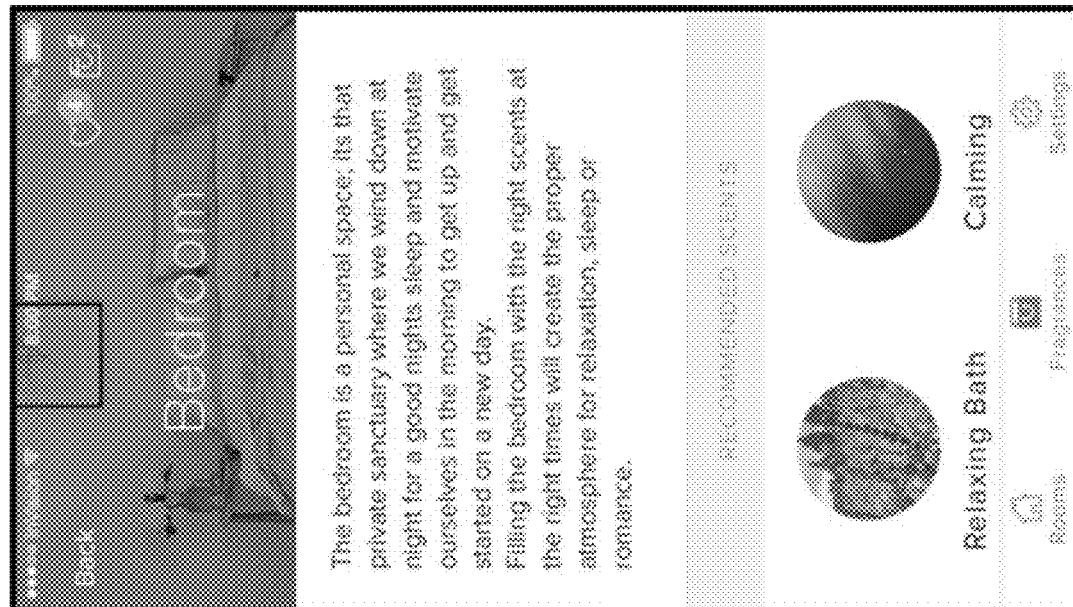 Back
Bedroom
The bedroom is a personal space; its that
private sanctuary where we wind down at
night for a good nights sleep and motivate
ourselves in the morning to get up and get
started on a new day.
Filling the bedroom with the right scents at
the right times will create the proper
atmosphere for relaxation, sleep or
romance.
RECOMMENDED SCENTS
Relaxing Bath
Calming
Rooms
Fragrances
Settings